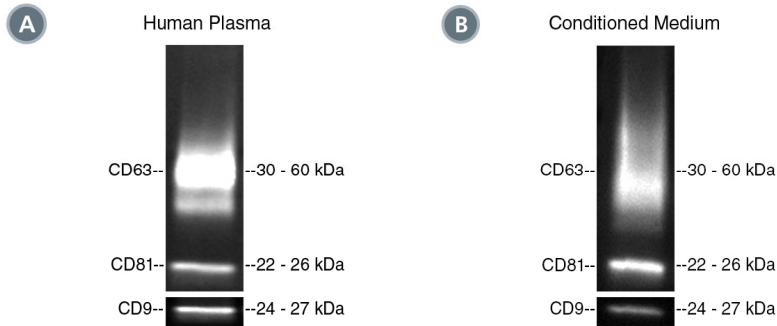 A
Human Plasma
CD63-- --30 - 60 kDa
CD81-- --22 - 26 kDa
CD9-- --24 - 27 kDa
B
Conditioned Medium
CD63-- --30 - 60 kDa
CD81-- --22 - 26 kDa
CD9-- --24 - 27 kDa